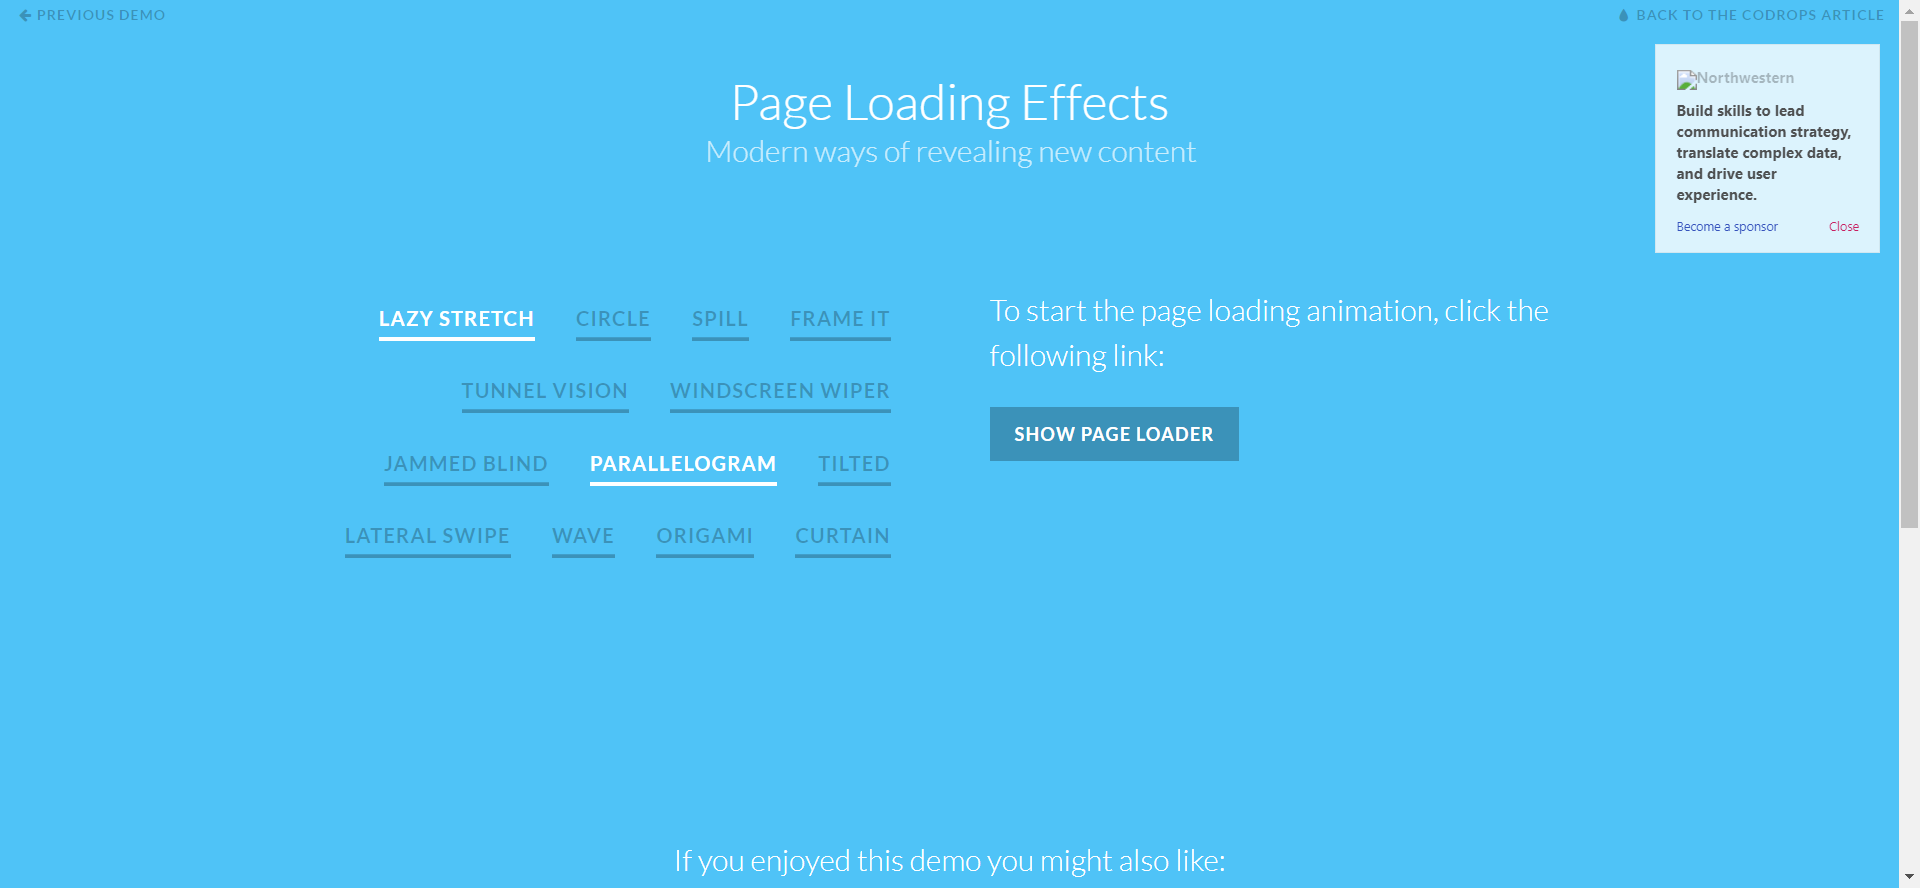 PREVIOUS DEMO
BACK TO THE CODROPS ARTICLE
Page Loading Effects
Modern ways of revealing new content
Northwestern
Build skills to lead
communication strategy,
translate complex data,
and drive user
experience.
Become a sponsor Close
LAZY STRETCH CIRCLE SPILL FRAME IT
TUNNEL VISION WINDSCREEN WIPER
JAMMED BLIND PARALLELOGRAM TILTED
LATERAL SWIPE WAVE ORIGAMI CURTAIN
To start the page loading animation, click the
following link:
SHOW PAGE LOADER
If you enjoyed this demo you might also like: